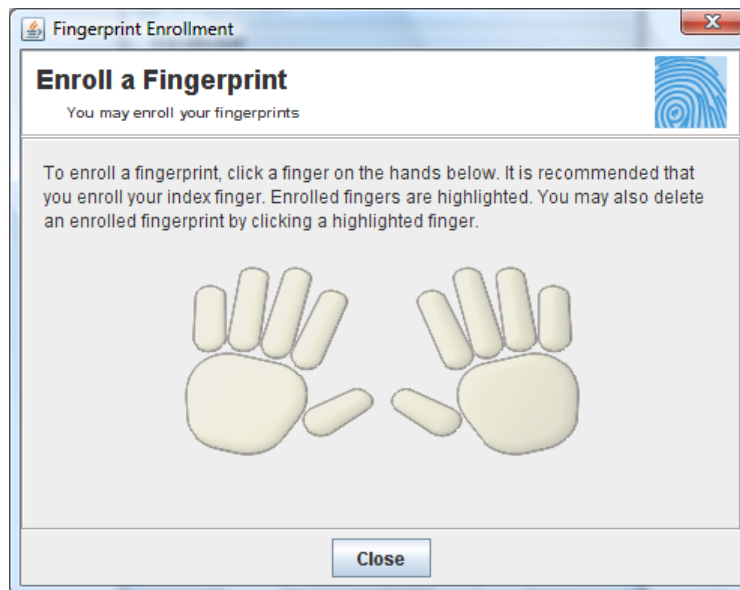 Fingerprint Enrollment
Enroll a Fingerprint
You may enroll your fingerprints
To enroll a fingerprint, click a finger on the hands below. It is recommended that
you enroll your index finger. Enrolled fingers are highlighted. You may also delete
an enrolled fingerprint by clicking a highlighted finger.
Close